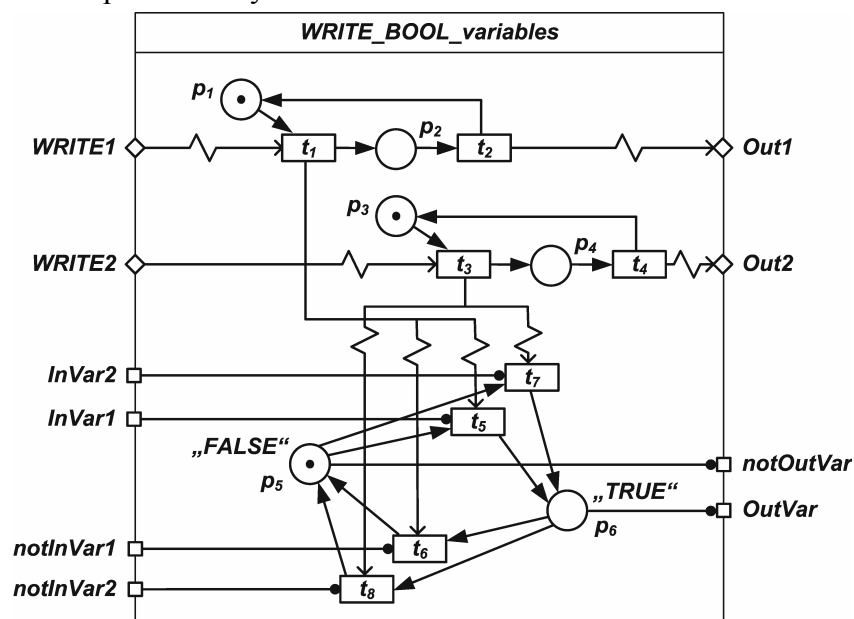 WRITE_BOOL_variables
p1
WRITE1
t1
p2
t2
Out1
p3
WRITE2
t3
p4
t4
Out2
InVar2
t7
InVar1
t5
„FALSE“
p5
notOutVar
„TRUE“
p6
OutVar
notInVar1
t6
notInVar2
t8